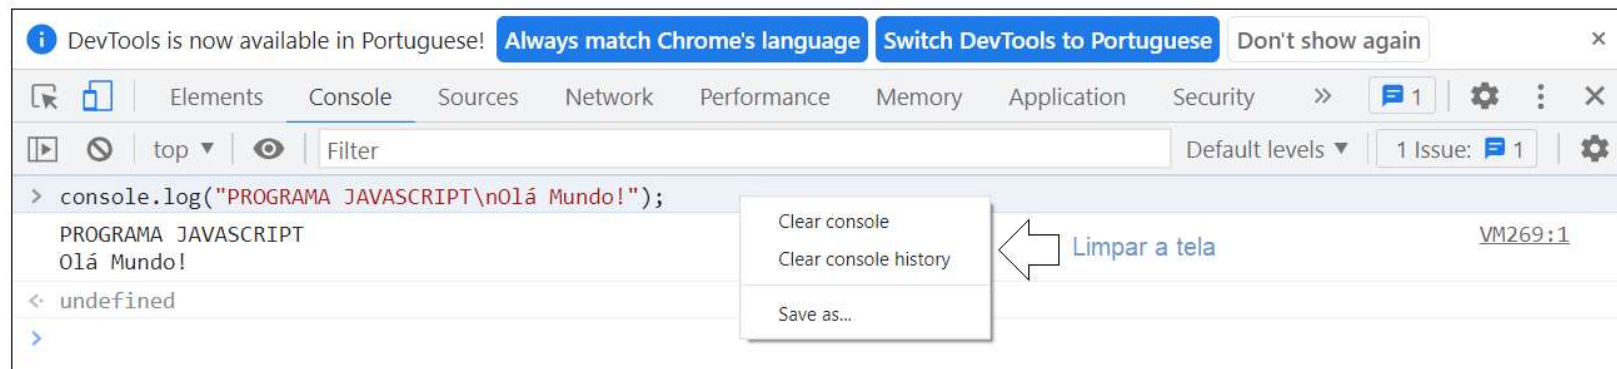 DevTools is now available in Portuguese! Always match Chrome's language Switch DevTools to Portuguese Don't show again ×
Elements Console Sources Network Performance Memory Application Security » 1
top ▼ Filter Default levels ▼ 1 Issue: 1
> console.log("PROGRAMA JAVASCRIPT\nOlá Mundo!");
PROGRAMA JAVASCRIPT VM269:1
Olá Mundo!
undefined
>
Clear console
Clear console history
Save as...
Limpar a tela